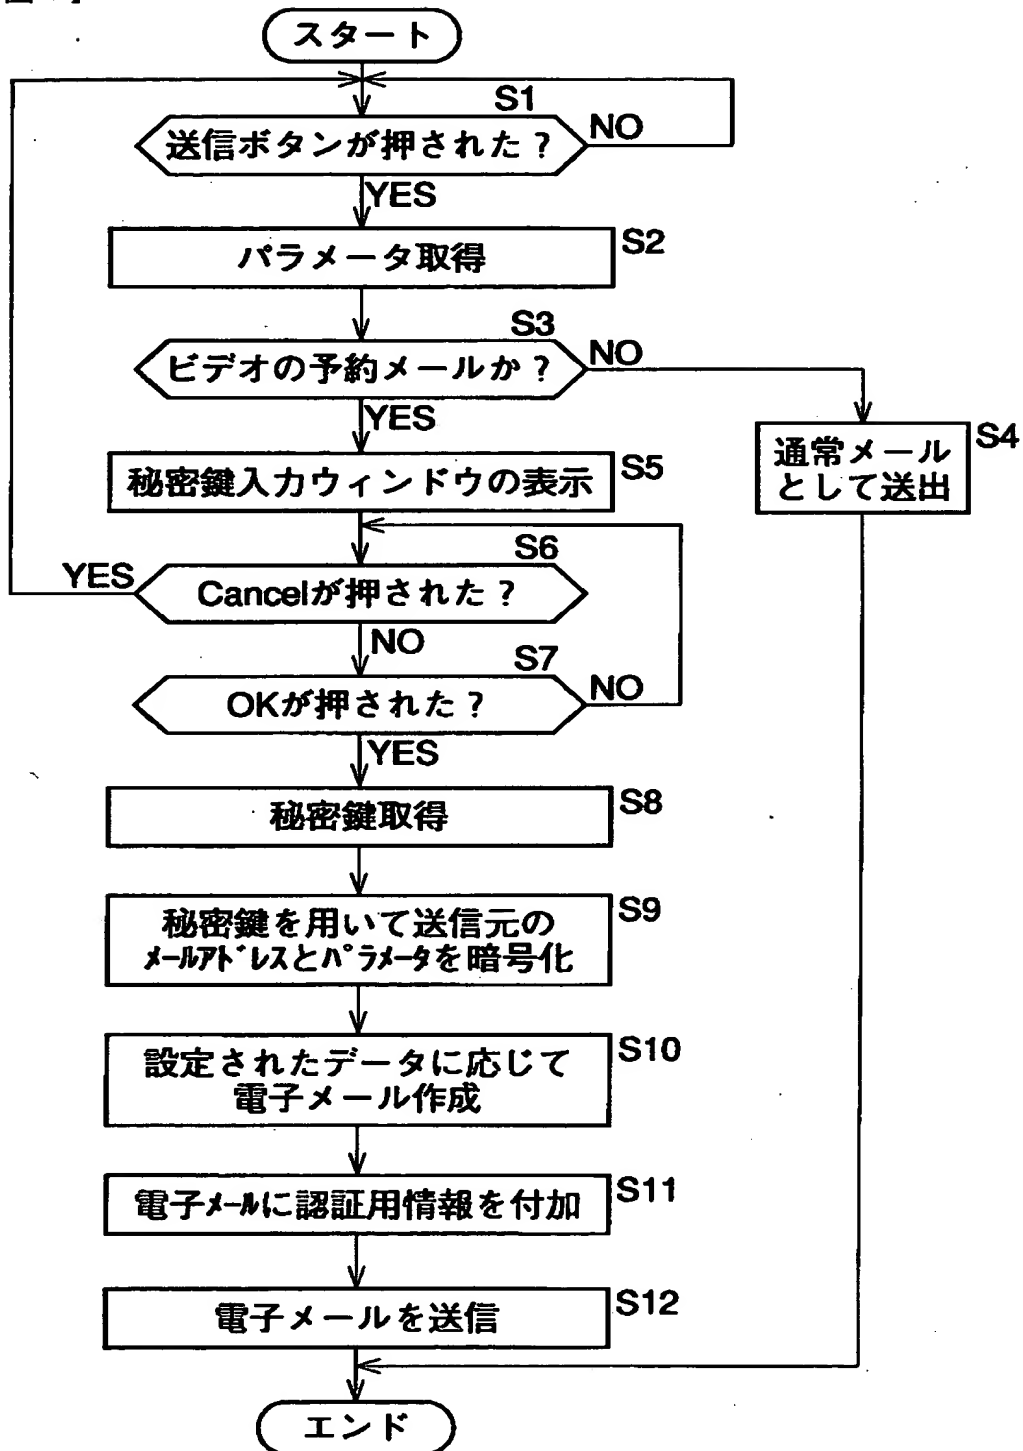 スタート
S1
送信ボタンが押された?
NO
YES
パラメータ取得
S2
S3
ビデオの予約メールか?
NO
YES
S4
通常メール
として送出
秘密鍵入力ウィンドウの表示
S5
S6
YES
Cancelが押された?
NO
S7
OKが押された?
NO
YES
秘密鍵取得
S8
秘密鍵を用いて送信元の
メールアドレスとパラメータを暗号化
S9
設定されたデータに応じて
電子メール作成
S10
電子メールに認証用情報を付加
S11
電子メールを送信
S12
エンド